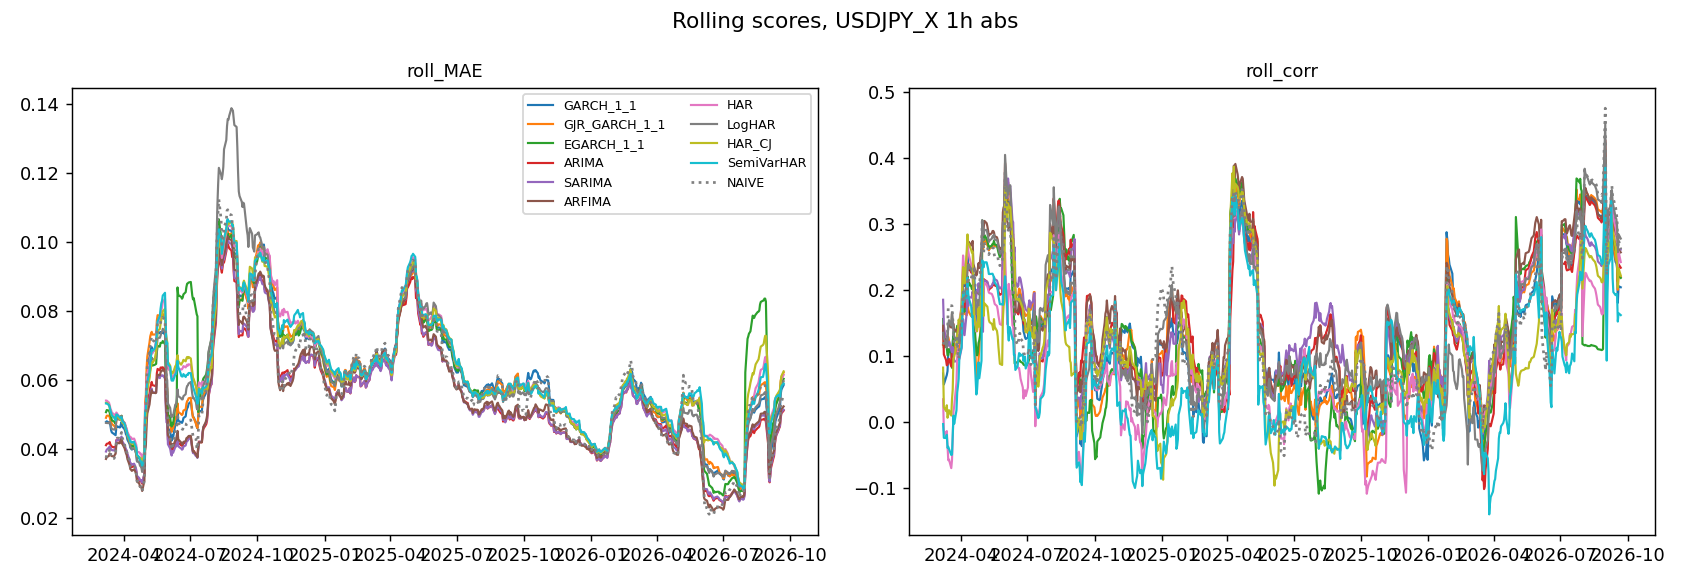 Rolling scores, USDJPY_X 1h abs
roll_MAE
0.14
0.12
0.10
0.08
0.06
0.04
0.02
GARCH_1_1
GJR_GARCH_1_1
EGARCH_1_1
ARIMA
SARIMA
ARFIMA
HAR
LogHAR
HAR_CJ
SemiVarHAR
NAIVE
2024-04 2024-07 2024-10 2025-01 2025-04 2025-07 2025-10 2026-01 2026-04 2026-07 2026-10
roll_corr
0.5
0.4
0.3
0.2
0.1
0.0
−0.1
2024-04 2024-07 2024-10 2025-01 2025-04 2025-07 2025-10 2026-01 2026-04 2026-07 2026-10